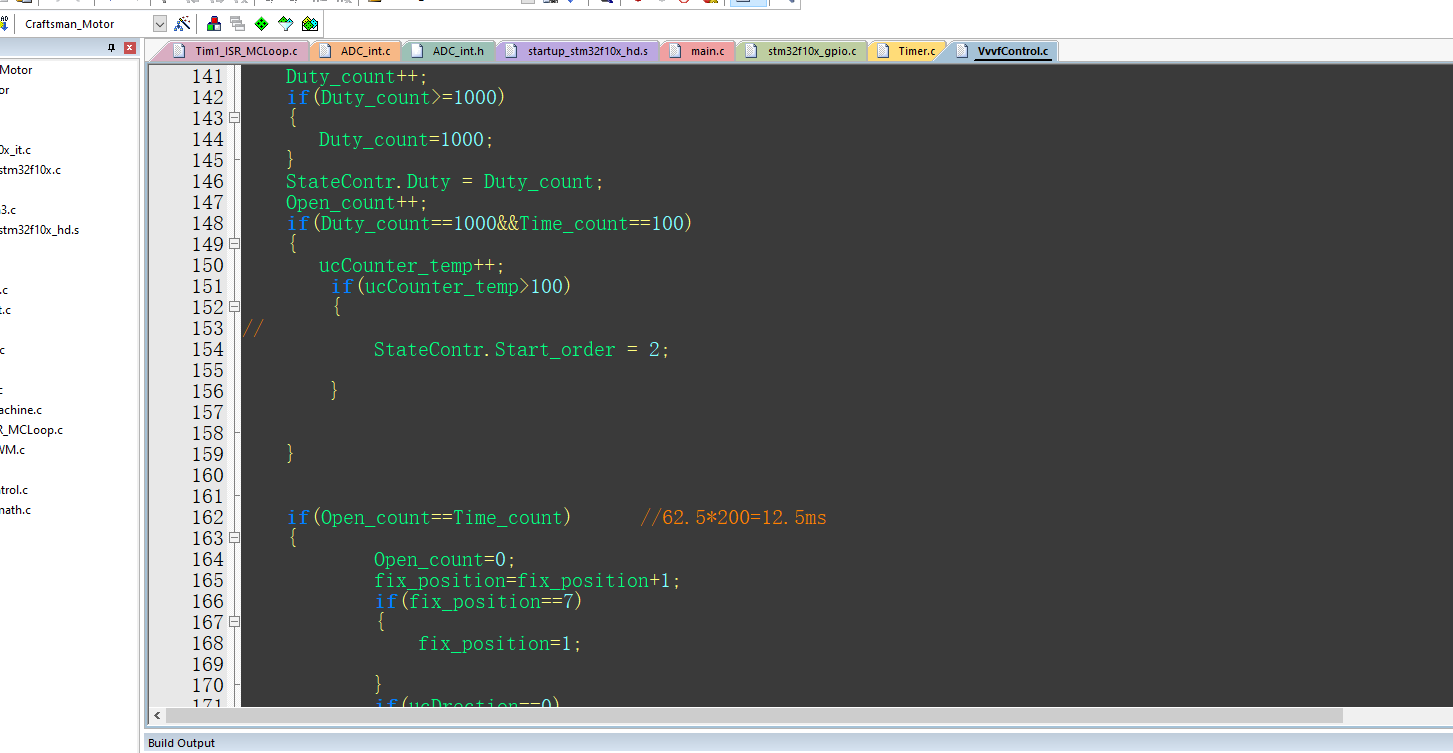 Craftsman_Motor
Tim1_ISR_MCLoop.c
ADC_int.c
ADC_int.h
startup_stm32f10x_hd.s
main.c
stm32f10x_gpio.c
Timer.c
VvvfControl.c
Motor
or
0x_it.c
stm32f10x.c
n3.c
stm32f10x_hd.s
.c
t.c
c
c
achine.c
R_MCLoop.c
WM.c
trol.c
math.c
141 Duty_count++;
142 if(Duty_count>=1000)
143 {
144 Duty_count=1000;
145 }
146 StateContr.Duty = Duty_count;
147 Open_count++;
148 if(Duty_count==1000&&Time_count==100)
149 {
150 ucCounter_temp++;
151 if(ucCounter_temp>100)
152 {
153 //
154 StateContr.Start_order = 2;
155
156 }
157
158
159 }
160
161
162 if(Open_count==Time_count) //62.5*200=12.5ms
163 {
164 Open_count=0;
165 fix_position=fix_position+1;
166 if(fix_position==7)
167 {
168 fix_position=1;
169
170 }
171 if(ucDrection==0)
Build Output